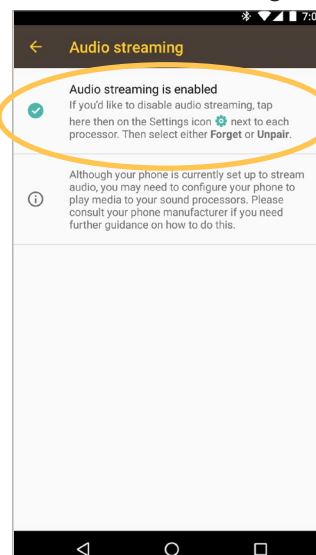 7:0
Audio streaming
Audio streaming is enabled
If you'd like to disable audio streaming, tap
here then on the Settings icon next to each
processor. Then select either Forget or Unpair.
Although your phone is currently set up to stream
audio, you may need to configure your phone to
play media to your sound processors. Please
consult your phone manufacturer if you need
further guidance on how to do this.